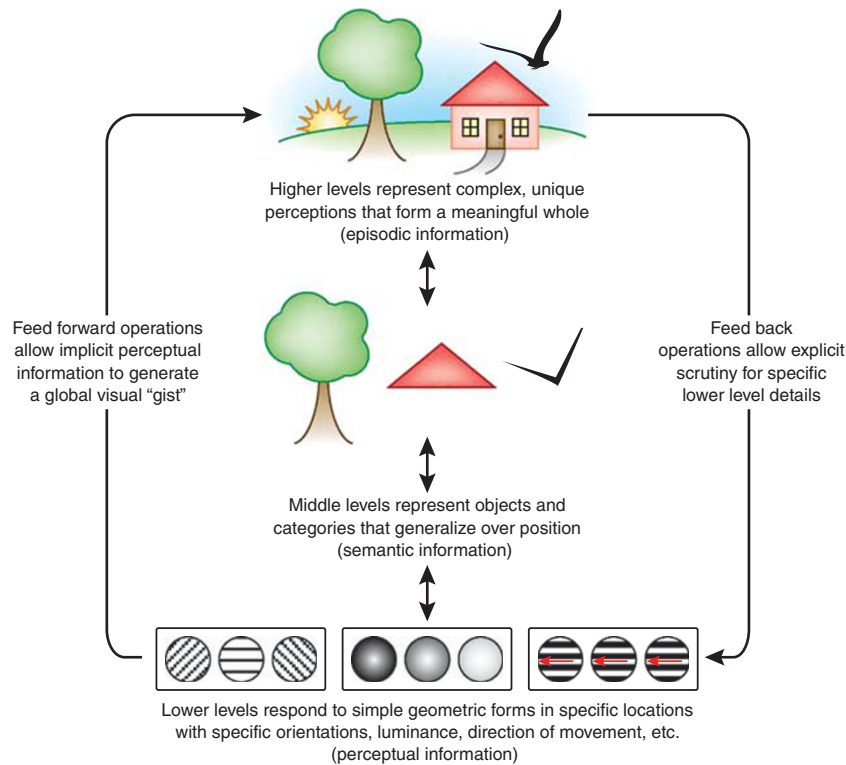 Higher levels represent complex, unique
perceptions that form a meaningful whole
(episodic information)
Feed forward operations
allow implicit perceptual
information to generate
a global visual “gist”
Feed back
operations allow explicit
scrutiny for specific
lower level details
Middle levels represent objects and
categories that generalize over position
(semantic information)
Lower levels respond to simple geometric forms in specific locations
with specific orientations, luminance, direction of movement, etc.
(perceptual information)